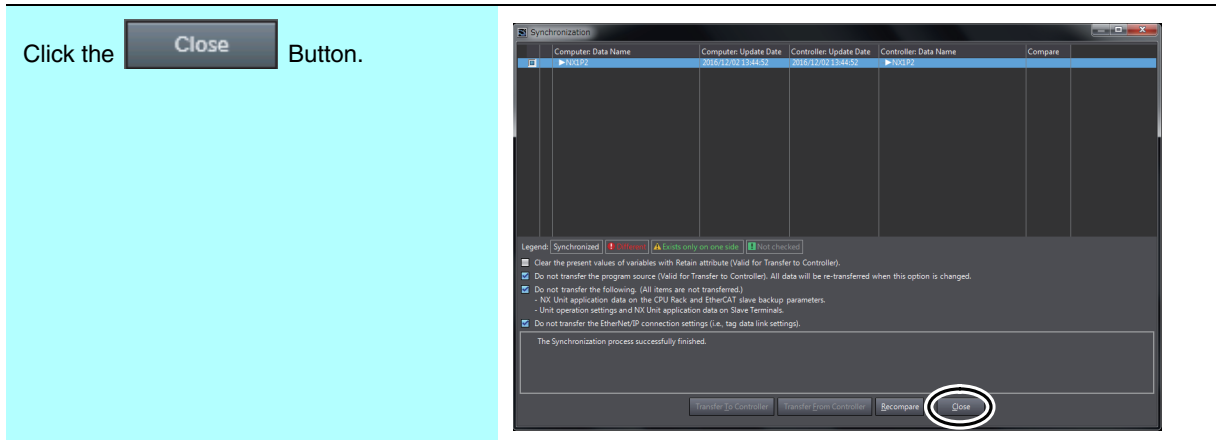 Click the Close Button.
Synchronization
Computer: Data Name Computer: Update Date Controller: Update Date Controller: Data Name Compare
▶NX1P2 2016/12/02 13:44:52 2016/12/02 13:44:52 ▶NX1P2
Legend: Synchronized ! Different Exists only on one side ! Not checked
Clear the present values of variables with Retain attribute (Valid for Transfer to Controller).
Do not transfer the program source (Valid for Transfer to Controller). All data will be re-transferred when this option is changed.
Do not transfer the following. (All items are not transferred.)
- NX Unit application data on the CPU Rack and EtherCAT slave backup parameters.
- Unit operation settings and NX Unit application data on Slave Terminals.
Do not transfer the EtherNet/IP connection settings (i.e., tag data link settings).
The Synchronization process successfully finished.
Transfer To Controller Transfer From Controller Recompare Close